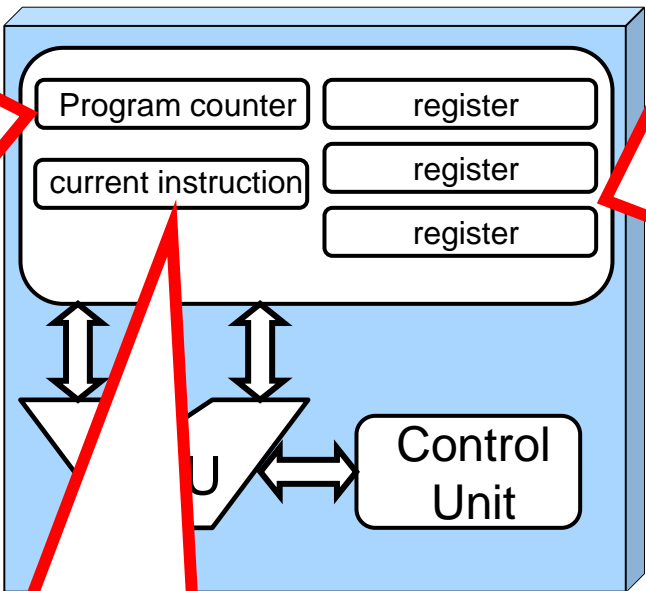 Program counter
register
current instruction
register
register
U
Control
Unit